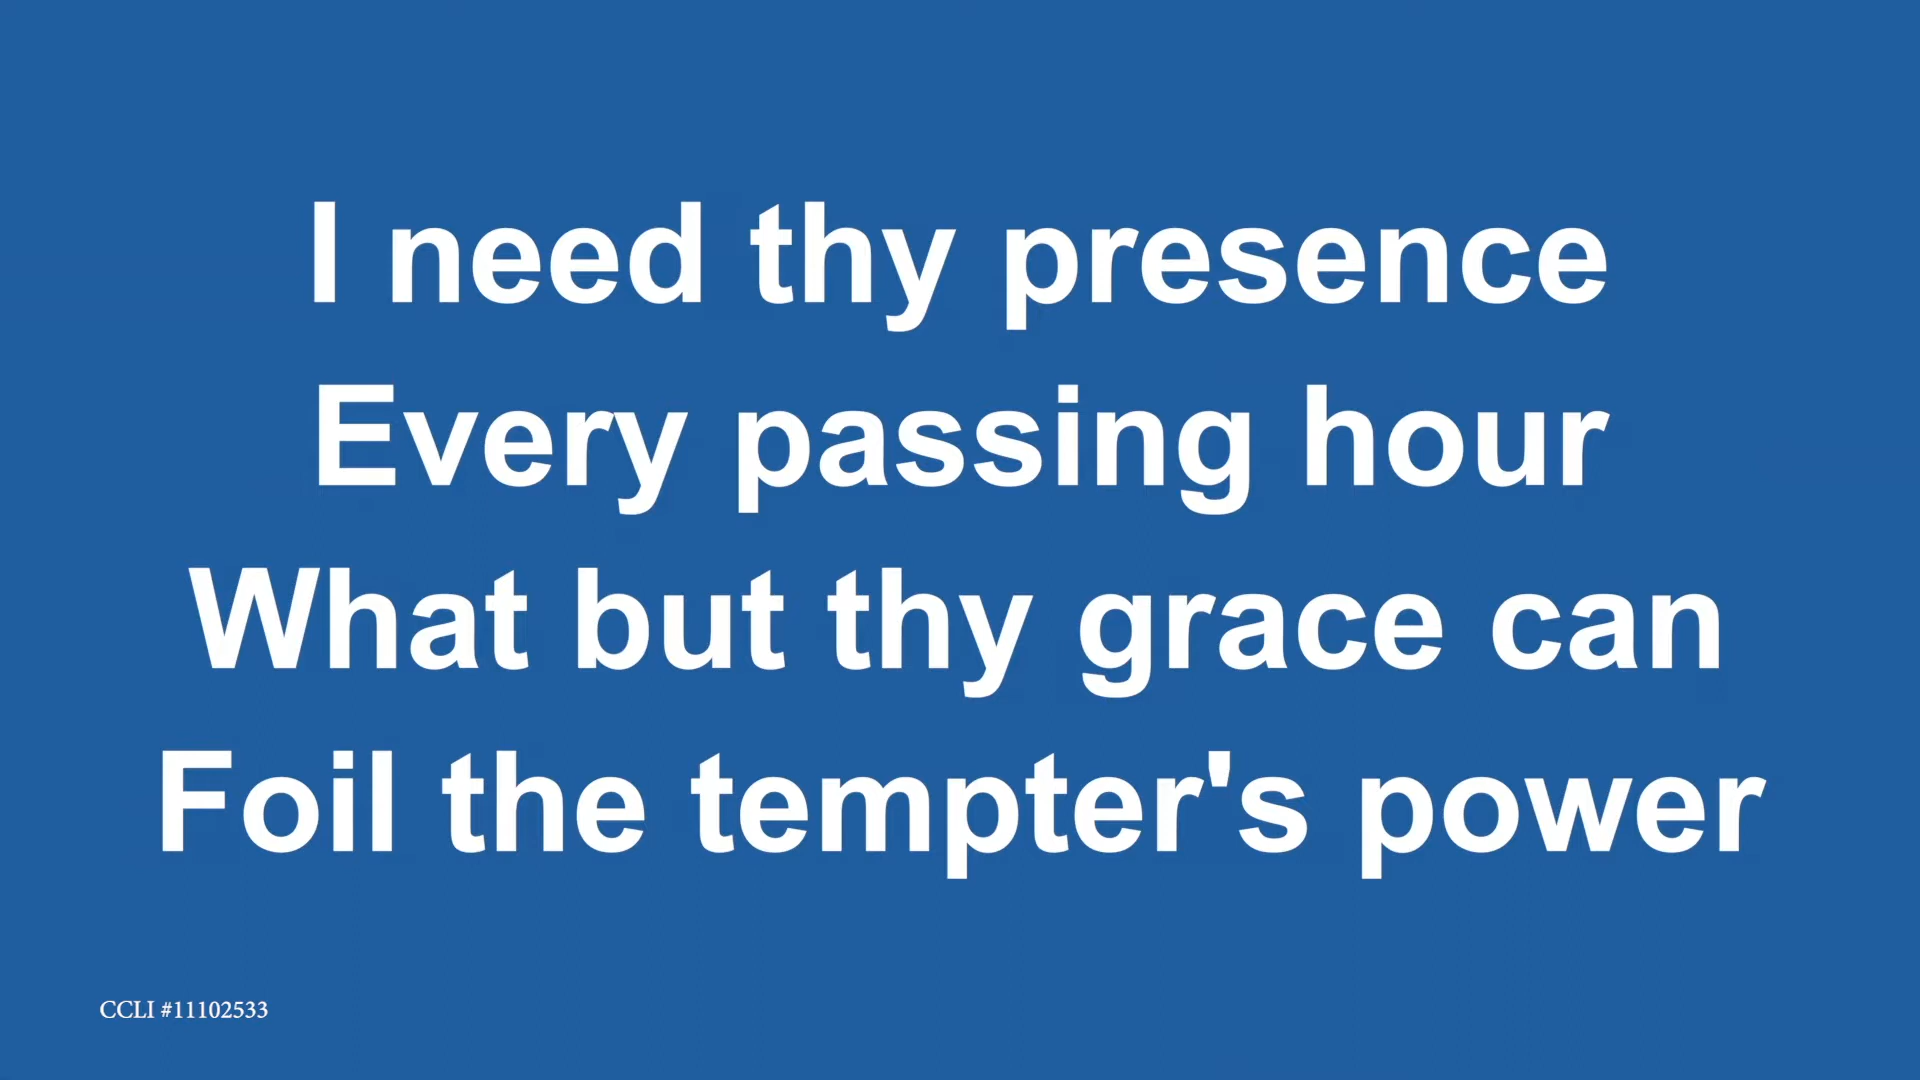 I need thy presence
Every passing hour
What but thy grace can
Foil the tempter's power
CCLI #11102533